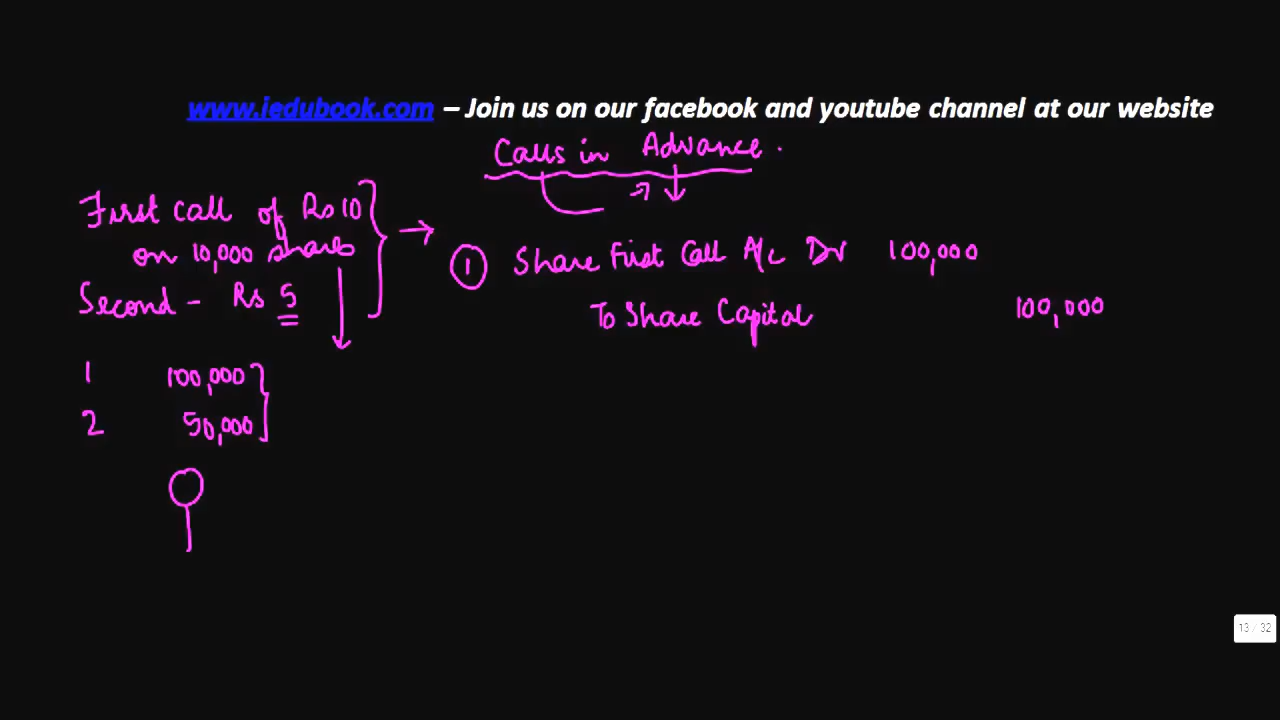 www.iedubook.com – Join us on our facebook and youtube channel at our website
Calls in Advance.
First call of Rs 10
on 10,000 shares
Second - Rs 5
1 100,000
2 50,000
1 Share First Call A/c Dr 100,000
To Share Capital 100,000
13 / 32